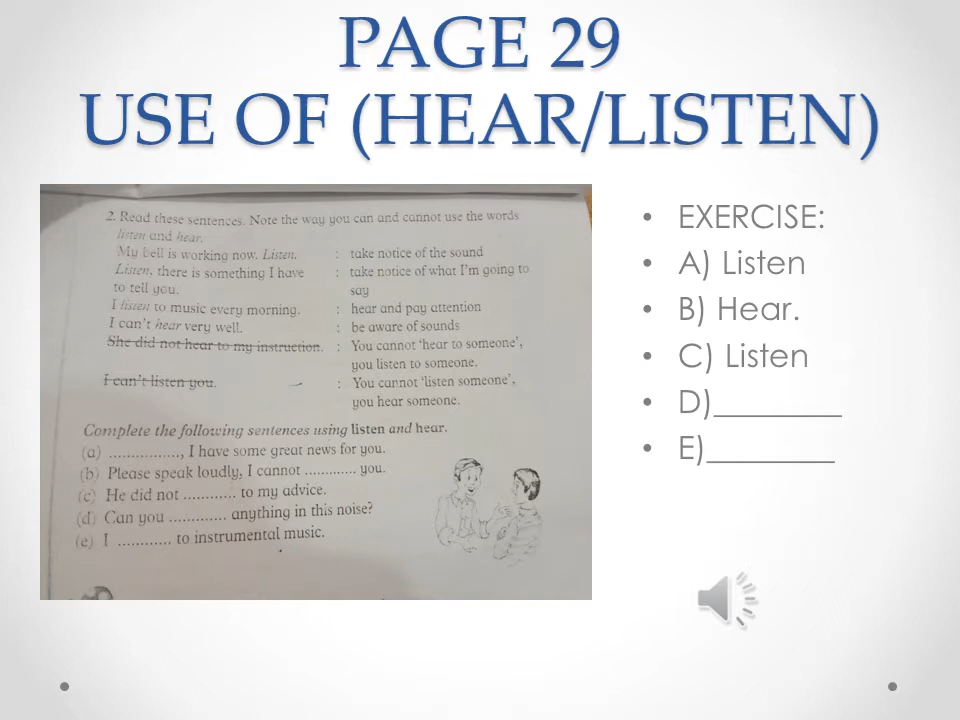 PAGE 29
USE OF (HEAR/LISTEN)
2. Read these sentences. Note the way you can and cannot use the words
listen and hear.
My bell is working now. Listen. : take notice of the sound
Listen, there is something I have : take notice of what I'm going to
to tell you. say
I listen to music every morning. : hear and pay attention
I can't hear very well. : be aware of sounds
She did not hear to my instruction. : You cannot 'hear to someone',
you listen to someone.
I can't listen you. : You cannot 'listen someone',
you hear someone.
Complete the following sentences using listen and hear.
(a) ................, I have some great news for you.
(b) Please speak loudly, I cannot ............ you.
(c) He did not ............ to my advice.
(d) Can you ............. anything in this noise?
(e) I ............ to instrumental music.
• EXERCISE:
• A) Listen
• B) Hear.
• C) Listen
• D)________
• E)________